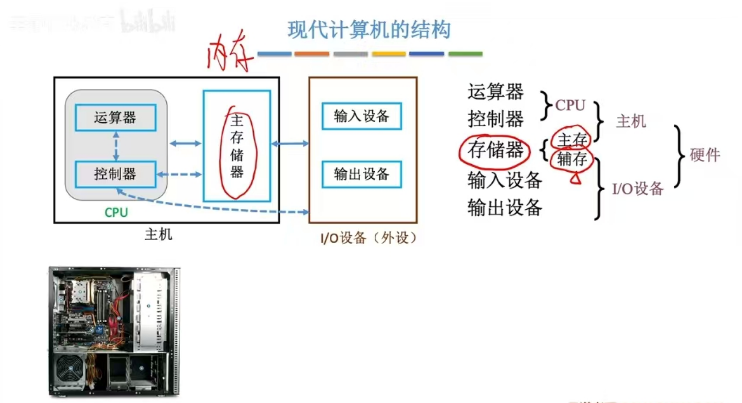 bilibili
现代计算机的结构
内存
运算器
控制器
CPU
主存储器
主机
输入设备
输出设备
I/O设备（外设）
运算器
控制器
CPU
存储器
主存
辅存
主机
输入设备
输出设备
I/O设备
硬件